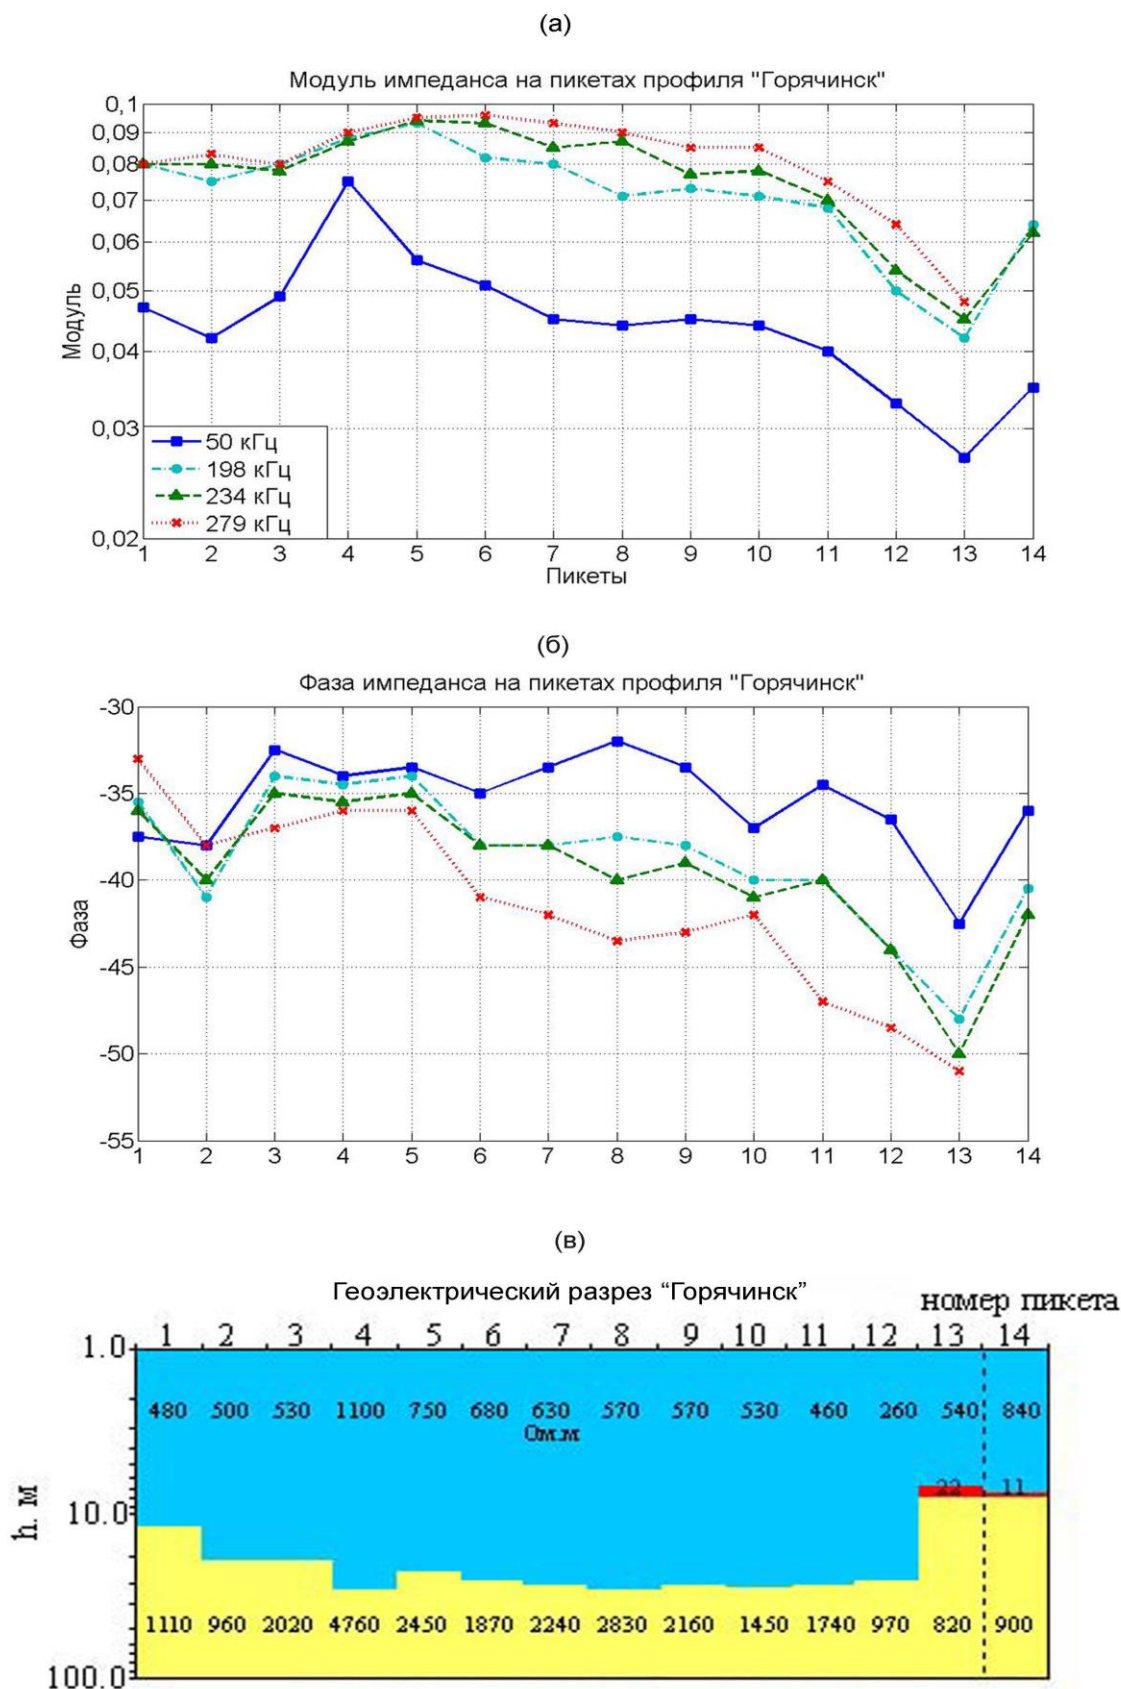 (а)
Модуль импеданса на пикетах профиля "Горячинск"
0,1
0,09
0,08
0,07
0,06
0,05
0,04
0,03
0,02
Модуль
50 кГц
198 кГц
234 кГц
279 кГц
1 2 3 4 5 6 7 8 9 10 11 12 13 14
Пикеты
(б)
Фаза импеданса на пикетах профиля "Горячинск"
-30
-35
-40
-45
-50
-55
Фаза
1 2 3 4 5 6 7 8 9 10 11 12 13 14
(в)
Геоэлектрический разрез “Горячинск”
номер пикета
1 2 3 4 5 6 7 8 9 10 11 12 13 14
1.0
480 500 530 1100 750 680 630 570 570 530 460 260 540 840
Ом.м
22 11
10.0
h. м
1110 960 2020 4760 2450 1870 2240 2830 2160 1450 1740 970 820 900
100.0